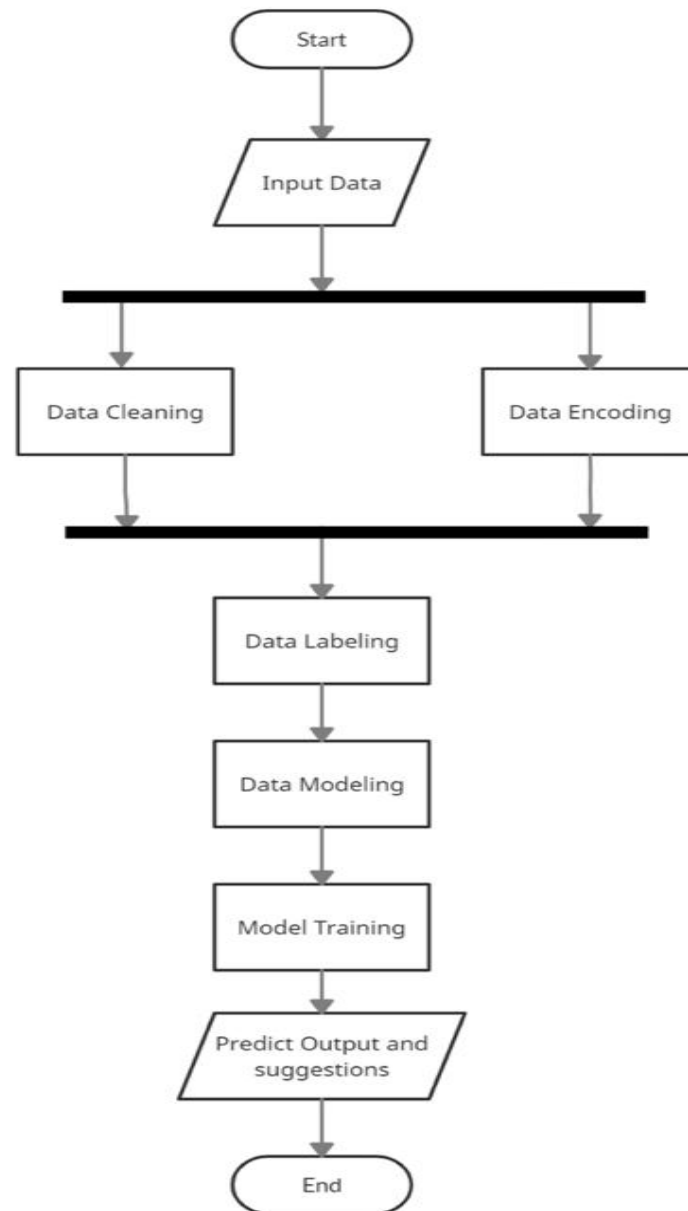 Start
Input Data
Data Cleaning
Data Encoding
Data Labeling
Data Modeling
Model Training
Predict Output and
suggestions
End